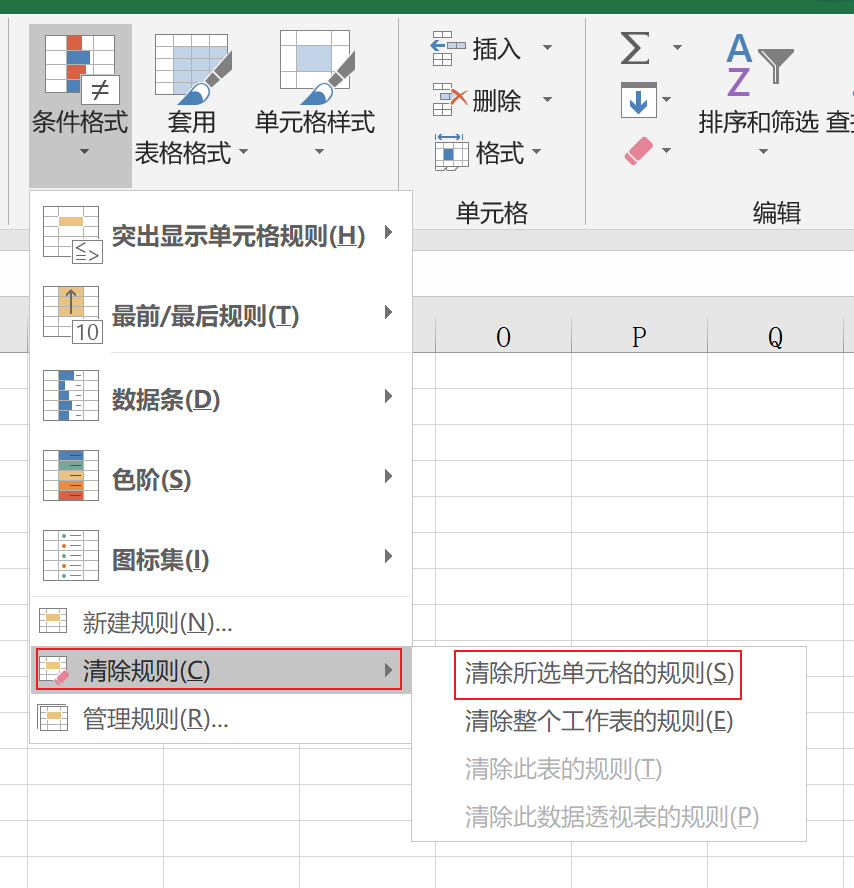 条件格式
套用
表格格式
单元格样式
插入
删除
格式
单元格
Σ
A
Z
排序和筛选
编辑
突出显示单元格规则(H)
最前/最后规则(T)
10
数据条(D)
色阶(S)
图标集(I)
新建规则(N)...
清除规则(C)
管理规则(R)...
O P Q
清除所选单元格的规则(S)
清除整个工作表的规则(E)
清除此表的规则(T)
清除此数据透视表的规则(P)